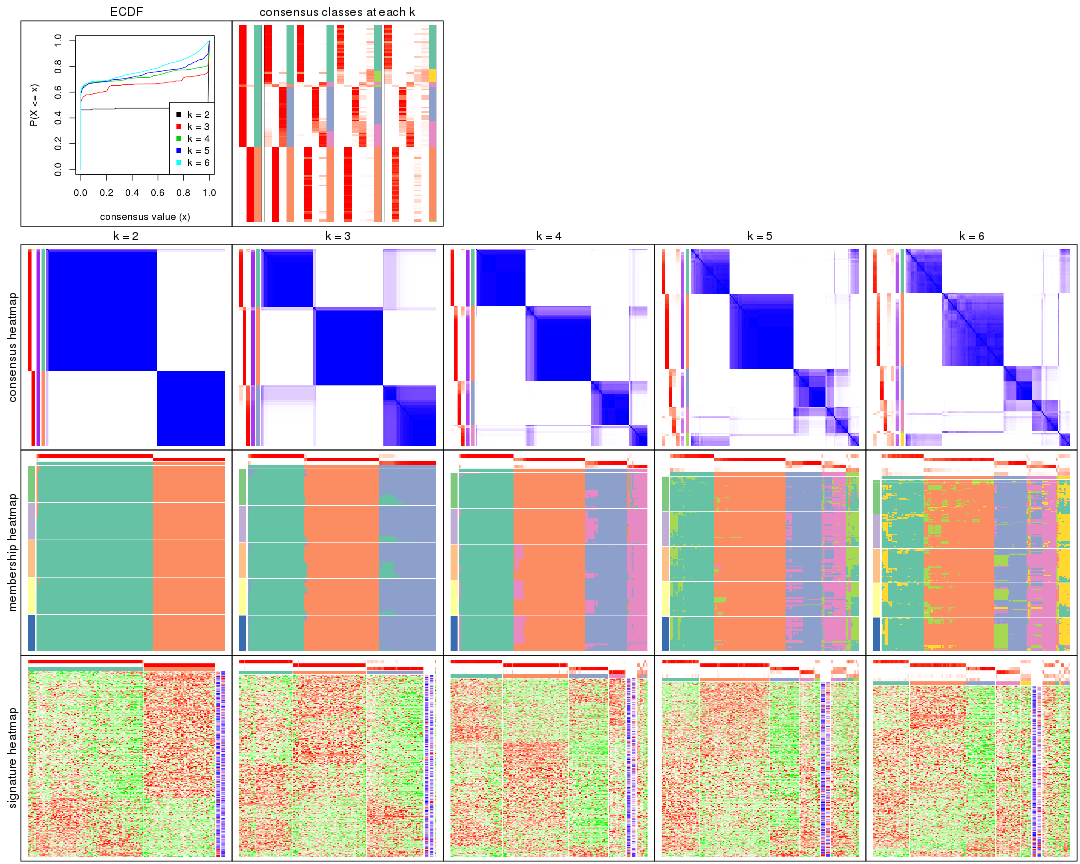 ECDF
consensus classes at each k
P(X <= x)
0.0 0.2 0.4 0.6 0.8 1.0
k = 2
k = 3
k = 4
k = 5
k = 6
0.0 0.2 0.4 0.6 0.8 1.0
consensus value (x)
k = 2
k = 3
k = 4
k = 5
k = 6
consensus heatmap
membership heatmap
signature heatmap